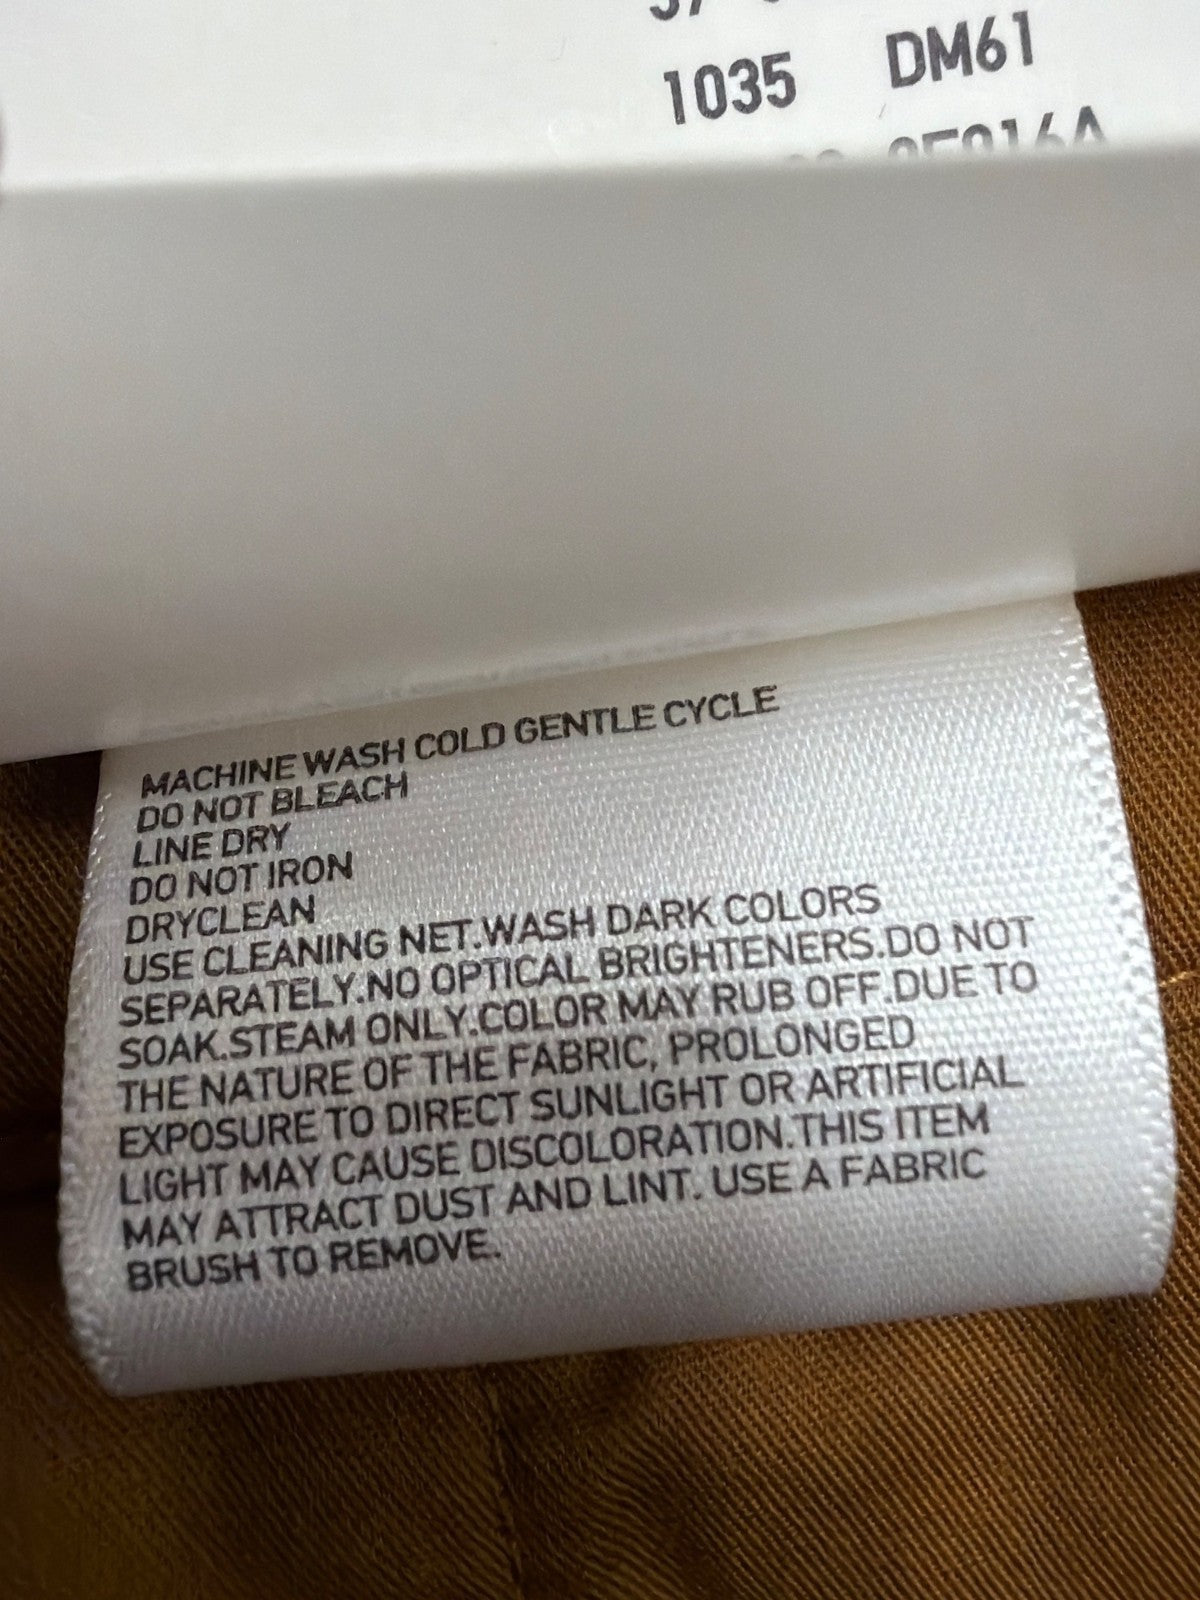 1035 DM61
MACHINE WASH COLD GENTLE CYCLE
DO NOT BLEACH
LINE DRY
DO NOT IRON
DRYCLEAN
USE CLEANING NET.WASH DARK COLORS
SEPARATELY.NO OPTICAL BRIGHTENERS.DO NOT
SOAK.STEAM ONLY.COLOR MAY RUB OFF.DUE TO
THE NATURE OF THE FABRIC, PROLONGED
EXPOSURE TO DIRECT SUNLIGHT OR ARTIFICIAL
LIGHT MAY CAUSE DISCOLORATION.THIS ITEM
MAY ATTRACT DUST AND LINT. USE A FABRIC
BRUSH TO REMOVE.